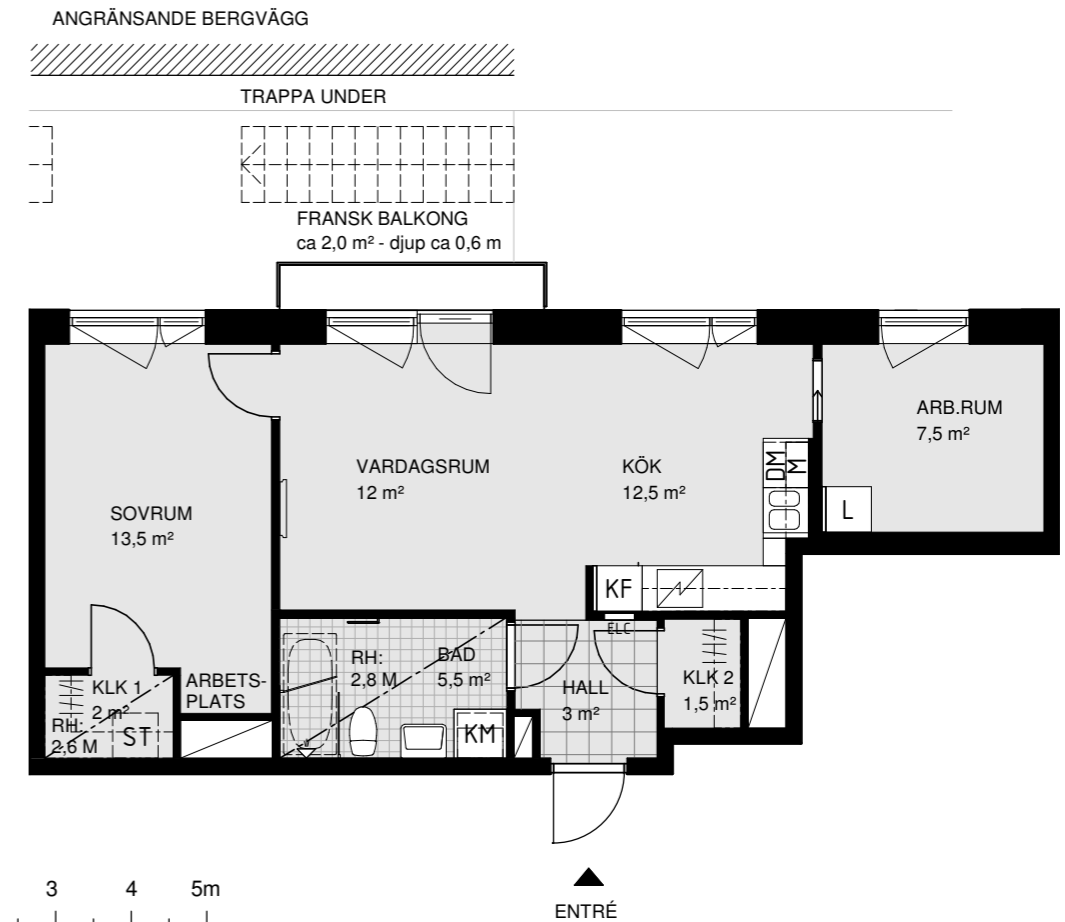 ANGRÄNSANDE BERGVÄGG
TRAPPA UNDER
FRANSK BALKONG
ca 2,0 m² - djup ca 0,6 m
ARB.RUM
7,5 m²
VARDAGSRUM
12 m²
KÖK
12,5 m²
DM
M
L
SOVRUM
13,5 m²
KF
ELC
RH:
2,8 M
BAD
5,5 m²
HALL
3 m²
KLK 2
1,5 m²
KLK 1
2 m²
ARBETS-
PLATS
RH:
2,6 M
ST
KM
3 4 5m
ENTRÉ